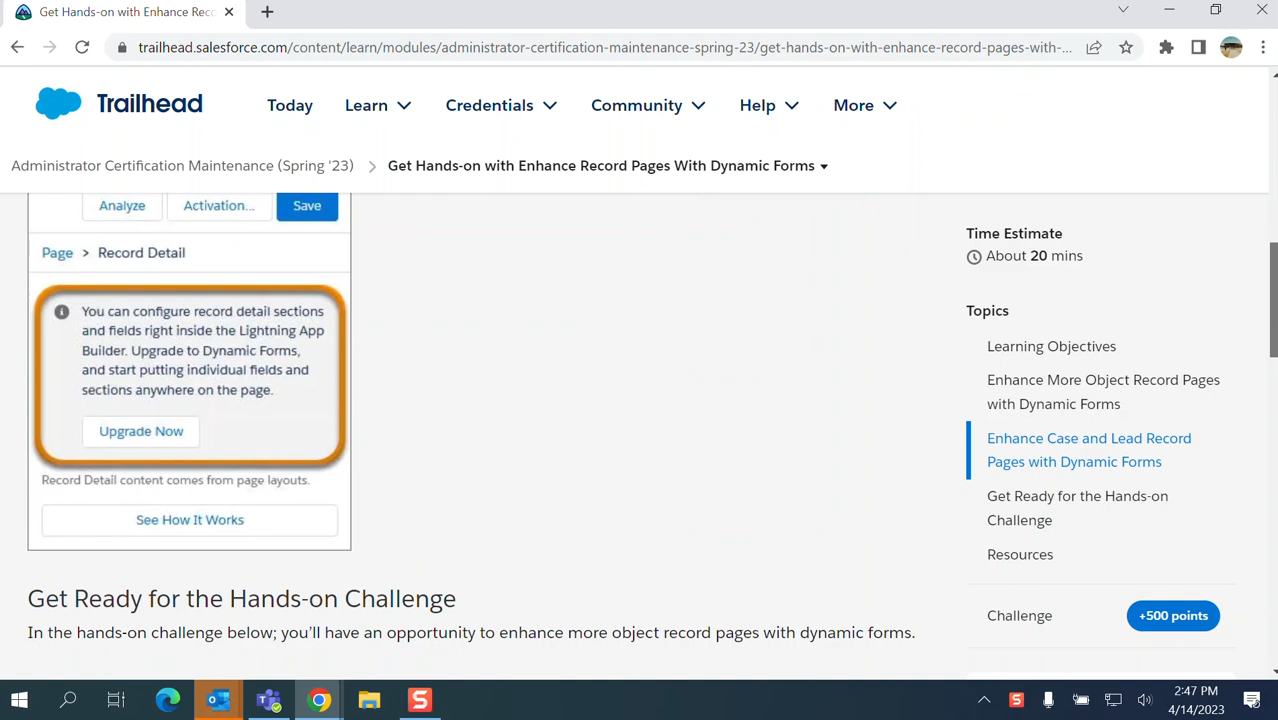 Get Hands-on with Enhance Rec
trailhead.salesforce.com/content/learn/modules/administrator-certification-maintenance-spring-23/get-hands-on-with-enhance-record-pages-with-...
Trailhead
Today
Learn
Credentials
Community
Help
More
Administrator Certification Maintenance (Spring '23)
Get Hands-on with Enhance Record Pages With Dynamic Forms
Analyze
Activation...
Save
Page > Record Detail
You can configure record detail sections
and fields right inside the Lightning App
Builder. Upgrade to Dynamic Forms,
and start putting individual fields and
sections anywhere on the page.
Upgrade Now
Record Detail content comes from page layouts.
See How It Works
Get Ready for the Hands-on Challenge
In the hands-on challenge below; you'll have an opportunity to enhance more object record pages with dynamic forms.
Time Estimate
About 20 mins
Topics
Learning Objectives
Enhance More Object Record Pages
with Dynamic Forms
Enhance Case and Lead Record
Pages with Dynamic Forms
Get Ready for the Hands-on
Challenge
Resources
Challenge
+500 points
2:47 PM
4/14/2023